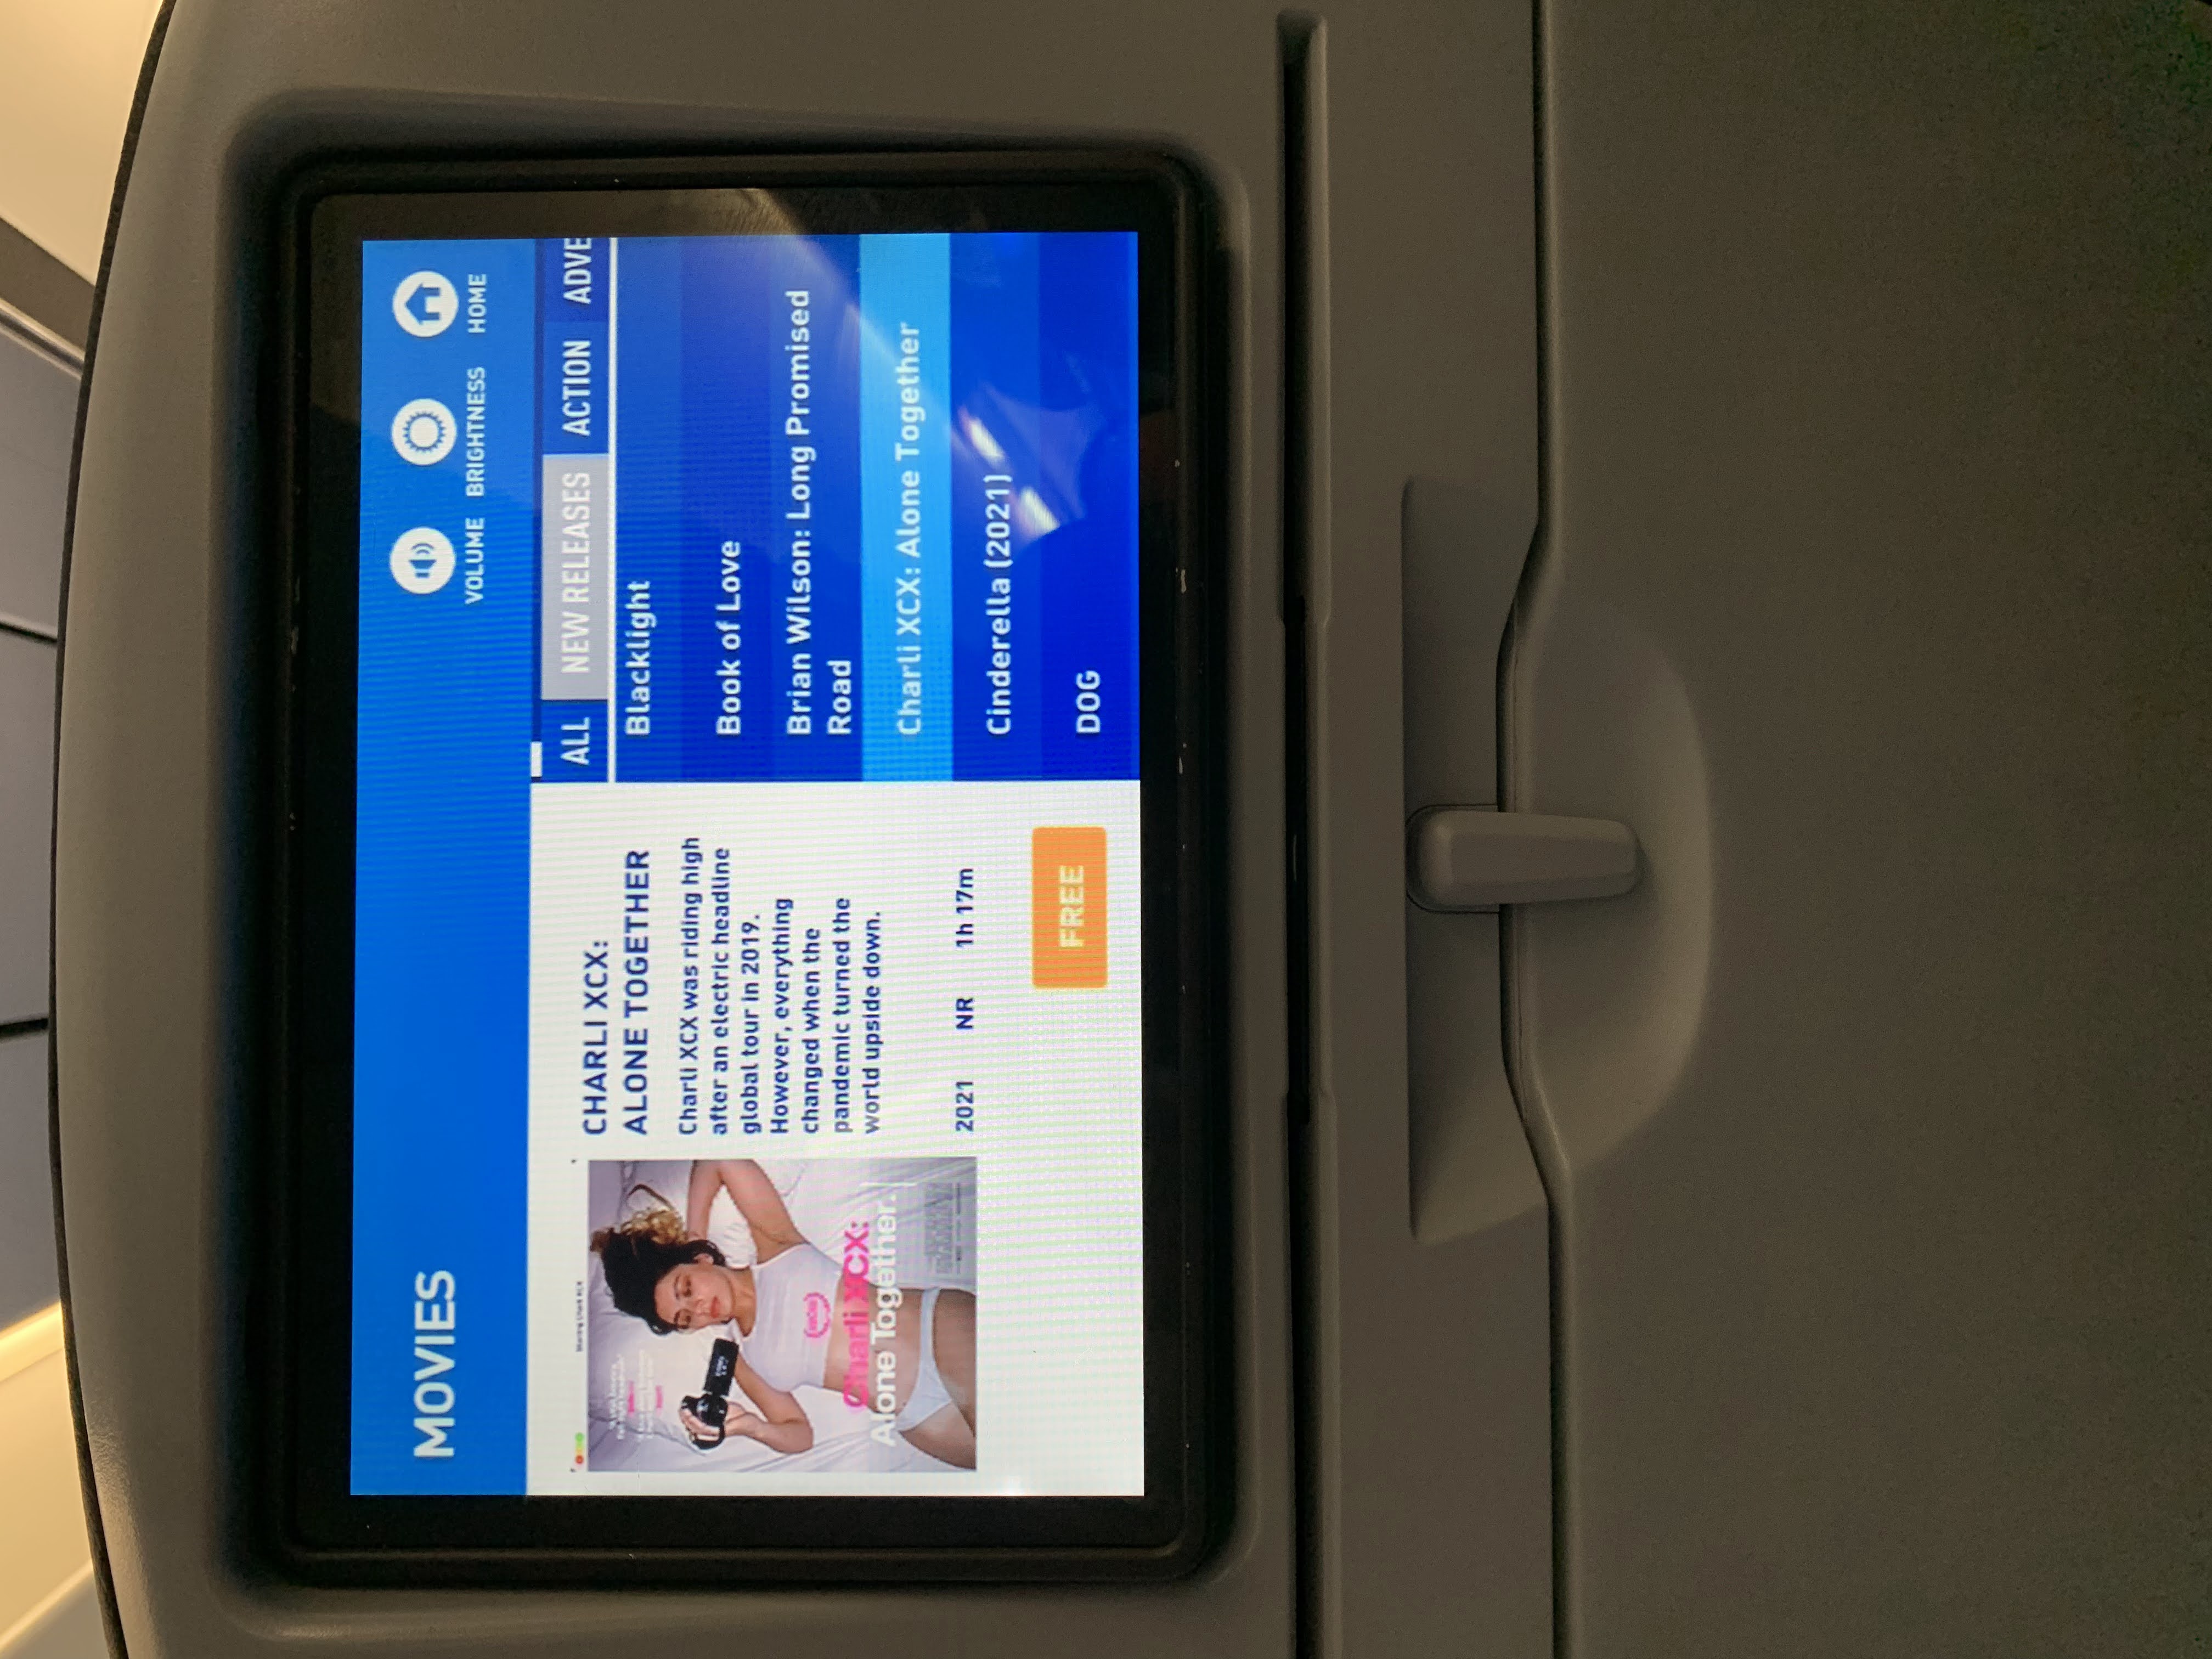 MOVIES
VOLUME
BRIGHTNESS
HOME
Charli XCX:
Alone Together.
CHARLI XCX:
ALONE TOGETHER
Charli XCX was riding high
after an electric headline
global tour in 2019.
However, everything
changed when the
pandemic turned the
world upside down.
2021 NR 1h 17m
FREE
ALL NEW RELEASES ACTION ADVE
Blacklight
Book of Love
Brian Wilson: Long Promised
Road
Charli XCX: Alone Together
Cinderella (2021)
DOG